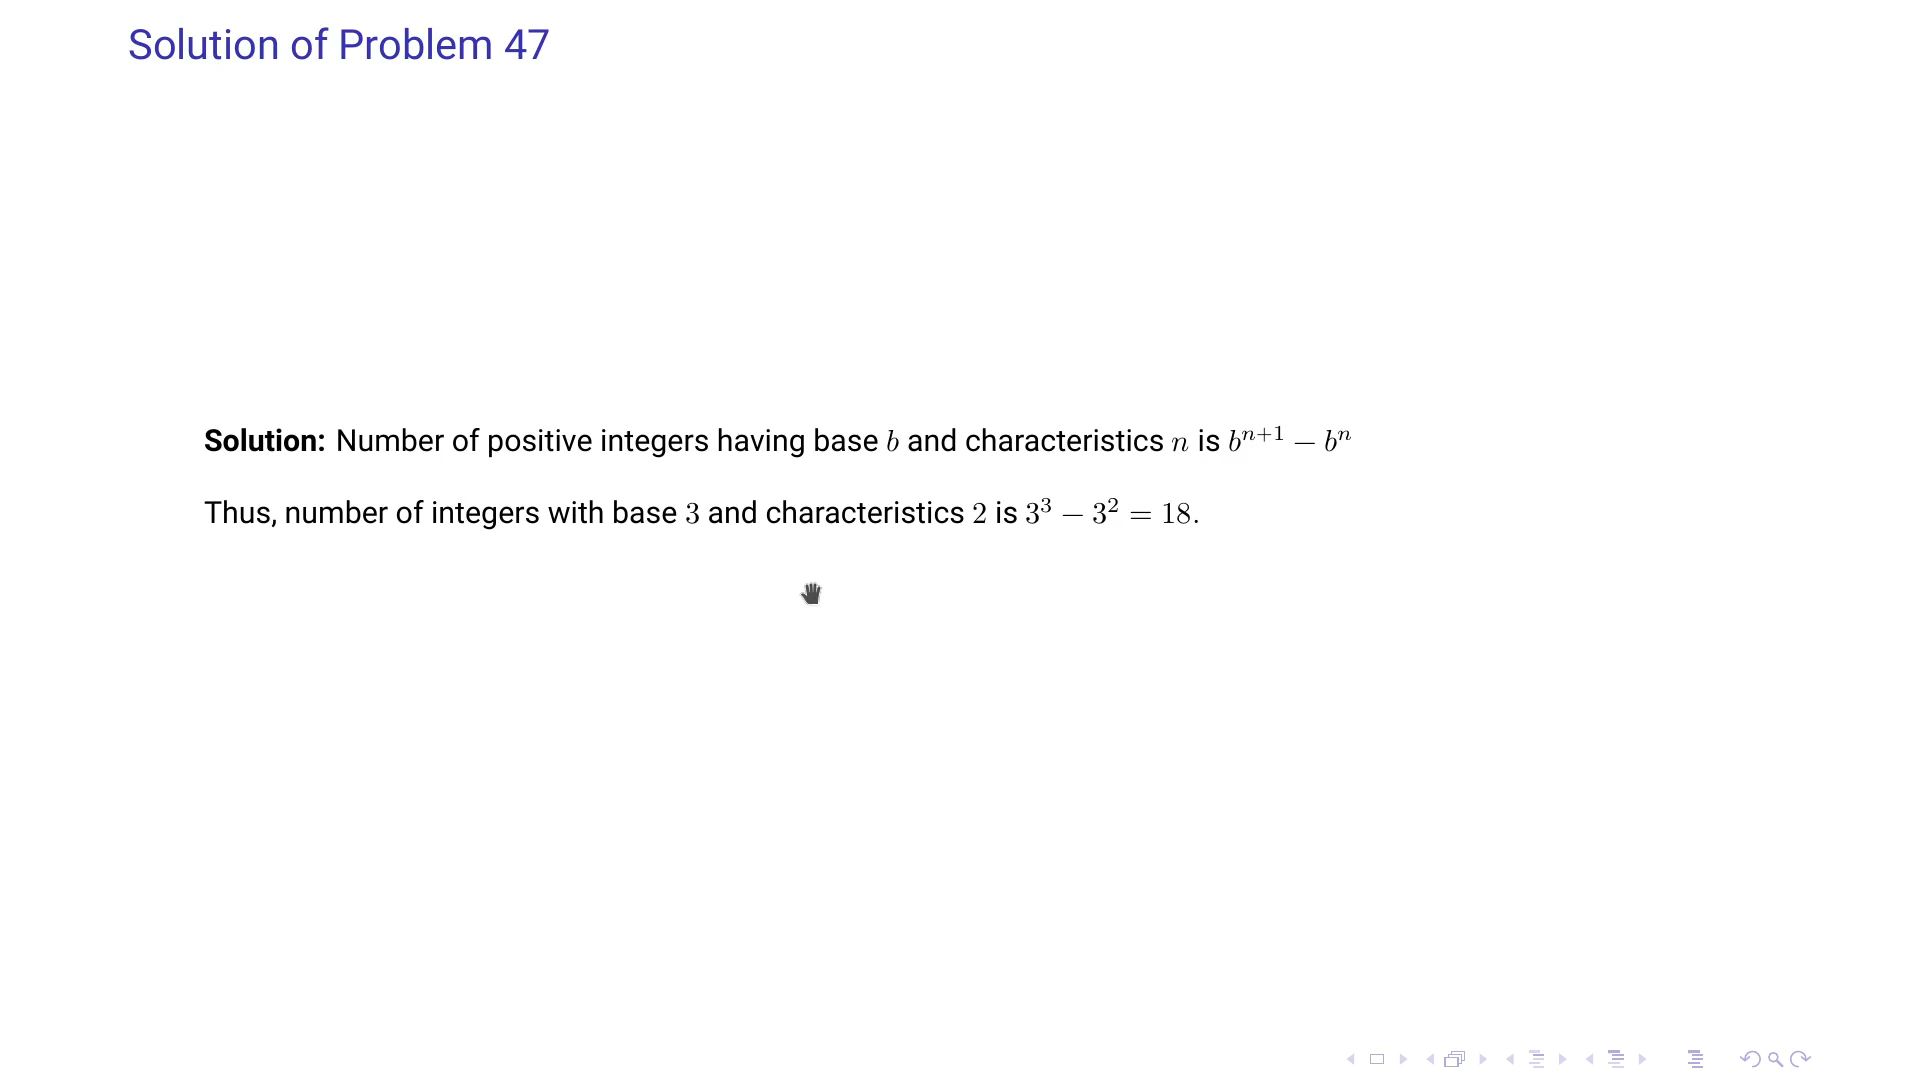 Solution of Problem 47
Solution: Number of positive integers having base $b$ and characteristics $n$ is $b^{n+1} - b^n$
Thus, number of integers with base $3$ and characteristics $2$ is $3^3 - 3^2 = 18$.